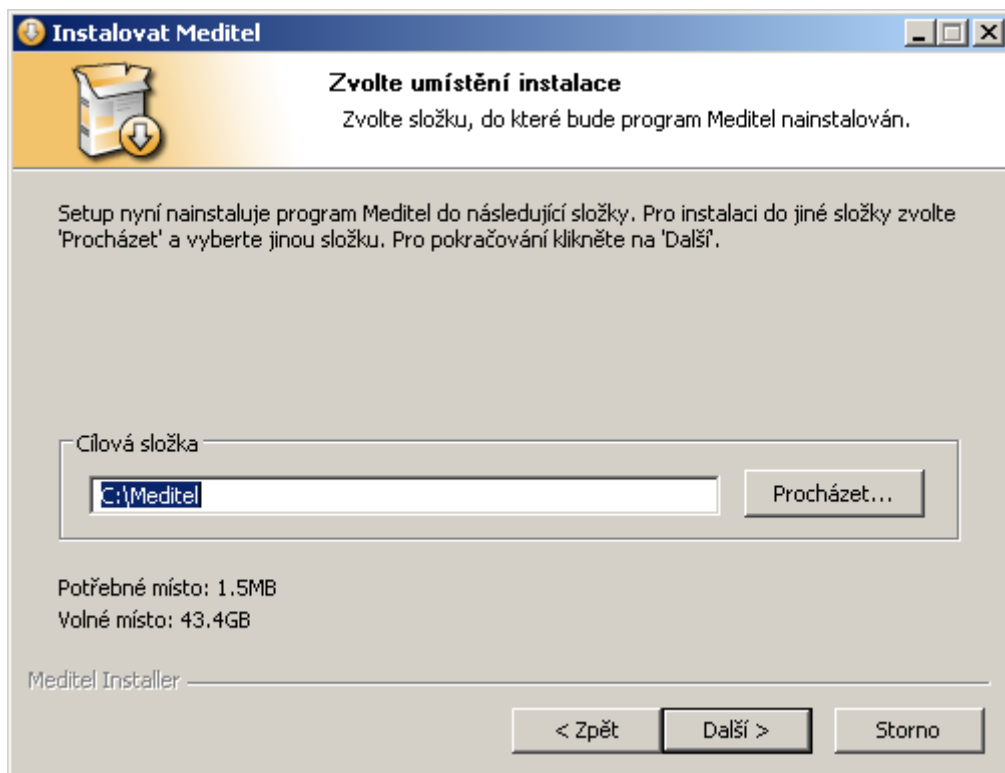 Instalovat Meditel
Zvolte umístění instalace
Zvolte složku, do které bude program Meditel nainstalován.
Setup nyní nainstaluje program Meditel do následující složky. Pro instalaci do jiné složky zvolte
'Procházet' a vyberte jinou složku. Pro pokračování klikněte na 'Další'.
Cílová složka
C:\Meditel
Procházet...
Potřebné místo: 1.5MB
Volné místo: 43.4GB
Meditel Installer
< Zpět
Další >
Storno